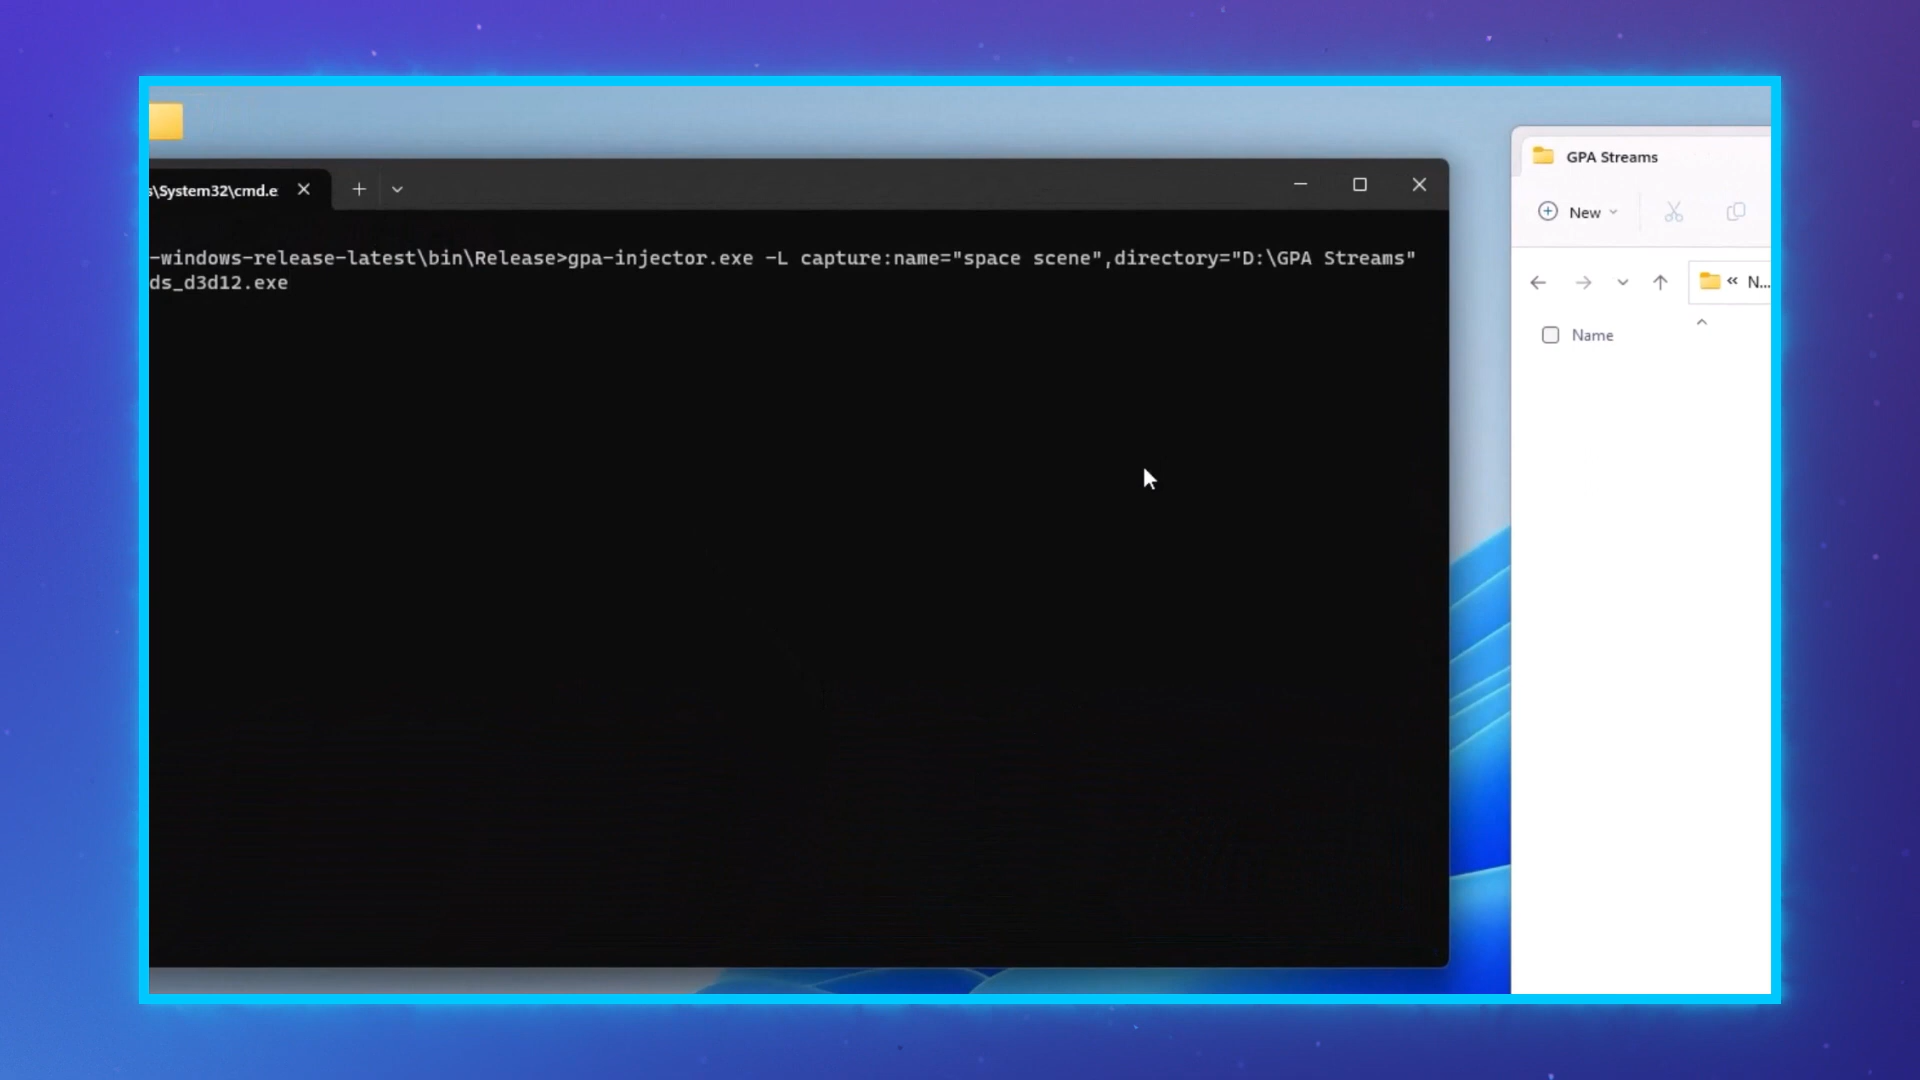 s\System32\cmd.e
GPA Streams
New
-windows-release-latest\bin\Release>gpa-injector.exe -L capture:name="space scene",directory="D:\GPA Streams"
ds_d3d12.exe
« N...
Name